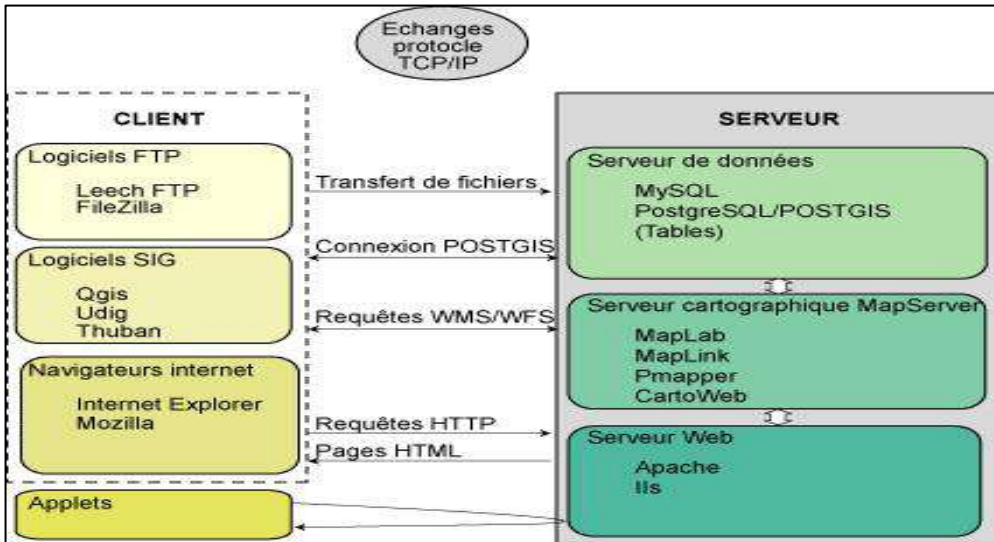 Echanges
protocle
TCP/IP
CLIENT
Logiciels FTP
Leech FTP
FileZilla
Logiciels SIG
Qgis
Udig
Thuban
Navigateurs internet
Internet Explorer
Mozilla
Applets
Transfert de fichiers
Connexion POSTGIS
Requêtes WMS/WFS
Requêtes HTTP
Pages HTML
SERVEUR
Serveur de données
MySQL
PostgreSQL/POSTGIS
(Tables)
Serveur cartographique MapServer
MapLab
MapLink
Pmapper
CartoWeb
Serveur Web
Apache
IIs